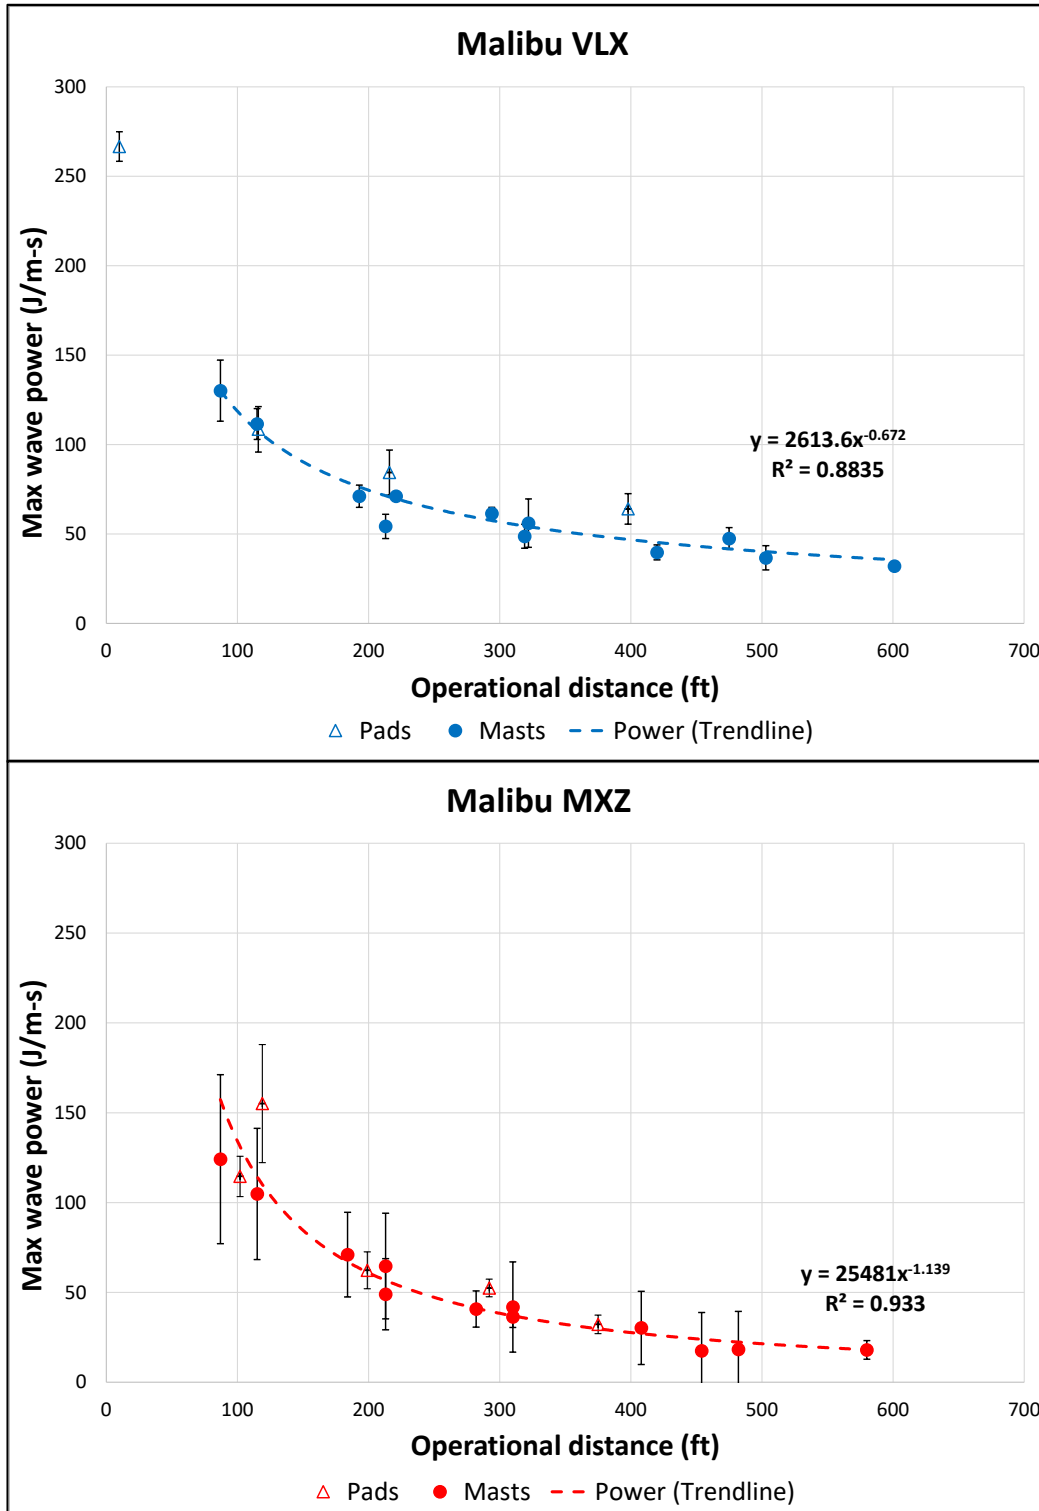 Malibu VLX
300
250
200
150
100
50
0
Max wave power (J/m-s)
y = 2613.6x^-0.672
R² = 0.8835
0 100 200 300 400 500 600 700
Operational distance (ft)
Pads Masts Power (Trendline)
Malibu MXZ
300
250
200
150
100
50
0
Max wave power (J/m-s)
y = 25481x^-1.139
R² = 0.933
0 100 200 300 400 500 600 700
Operational distance (ft)
Pads Masts Power (Trendline)